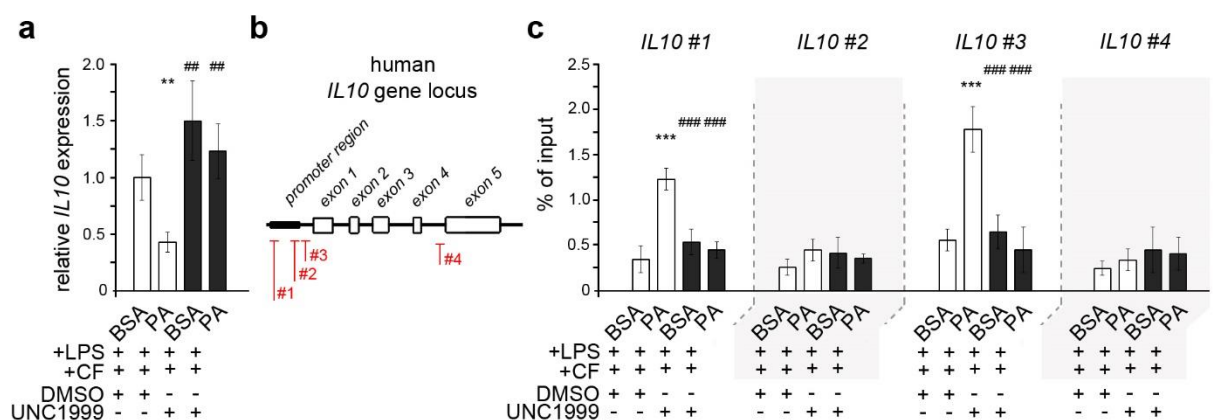 a
relative IL10 expression
2.0
1.5
1.0
0.5
0
**
##
##
BSA
PA
BSA
PA
+LPS + + + +
+CF + + + +
DMSO + + - -
UNC1999 - - + +
b
human
IL10 gene locus
promoter region
exon 1
exon 2
exon 3
exon 4
exon 5
#3
#4
#2
#1
c
IL10 #1
IL10 #2
IL10 #3
IL10 #4
% of input
2.5
2.0
1.5
1.0
0.5
0
***
### ###
***
### ###
BSA PA BSA PA
BSA PA BSA PA
BSA PA BSA PA
BSA PA BSA PA
+LPS + + + + + + + + + + + + + + + +
+CF + + + + + + + + + + + + + + + +
DMSO + + - - + + - - + + - - + + - -
UNC1999 - - + + - - + + - - + + - - + +